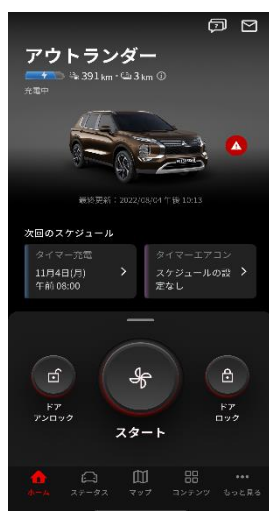 ?
アウトランダー
391 km・3 km
充電中
最終更新：2022/08/04 午後 10:13
次回のスケジュール
タイマー充電
11月4日(月)
午前 08:00
タイマーエアコン
スケジュールの設
定なし
ドア
アンロック
スタート
ドア
ロック
ホーム
ステータス
マップ
コンテンツ
もっと見る